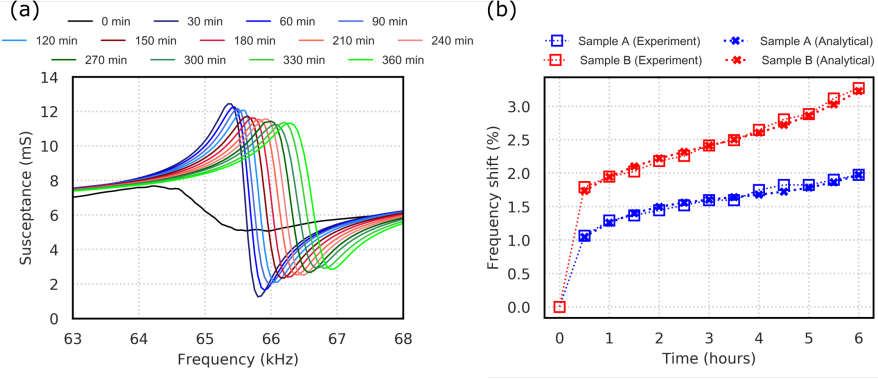 (a)
0 min 30 min 60 min 90 min
120 min 150 min 180 min 210 min 240 min
270 min 300 min 330 min 360 min
14
12
10
8
6
4
2
0
Susceptance (mS)
63 64 65 66 67 68
Frequency (kHz)
(b)
Sample A (Experiment) Sample A (Analytical)
Sample B (Experiment) Sample B (Analytical)
3.0
2.5
2.0
1.5
1.0
0.5
0.0
Frequency shift (%)
0 1 2 3 4 5 6
Time (hours)